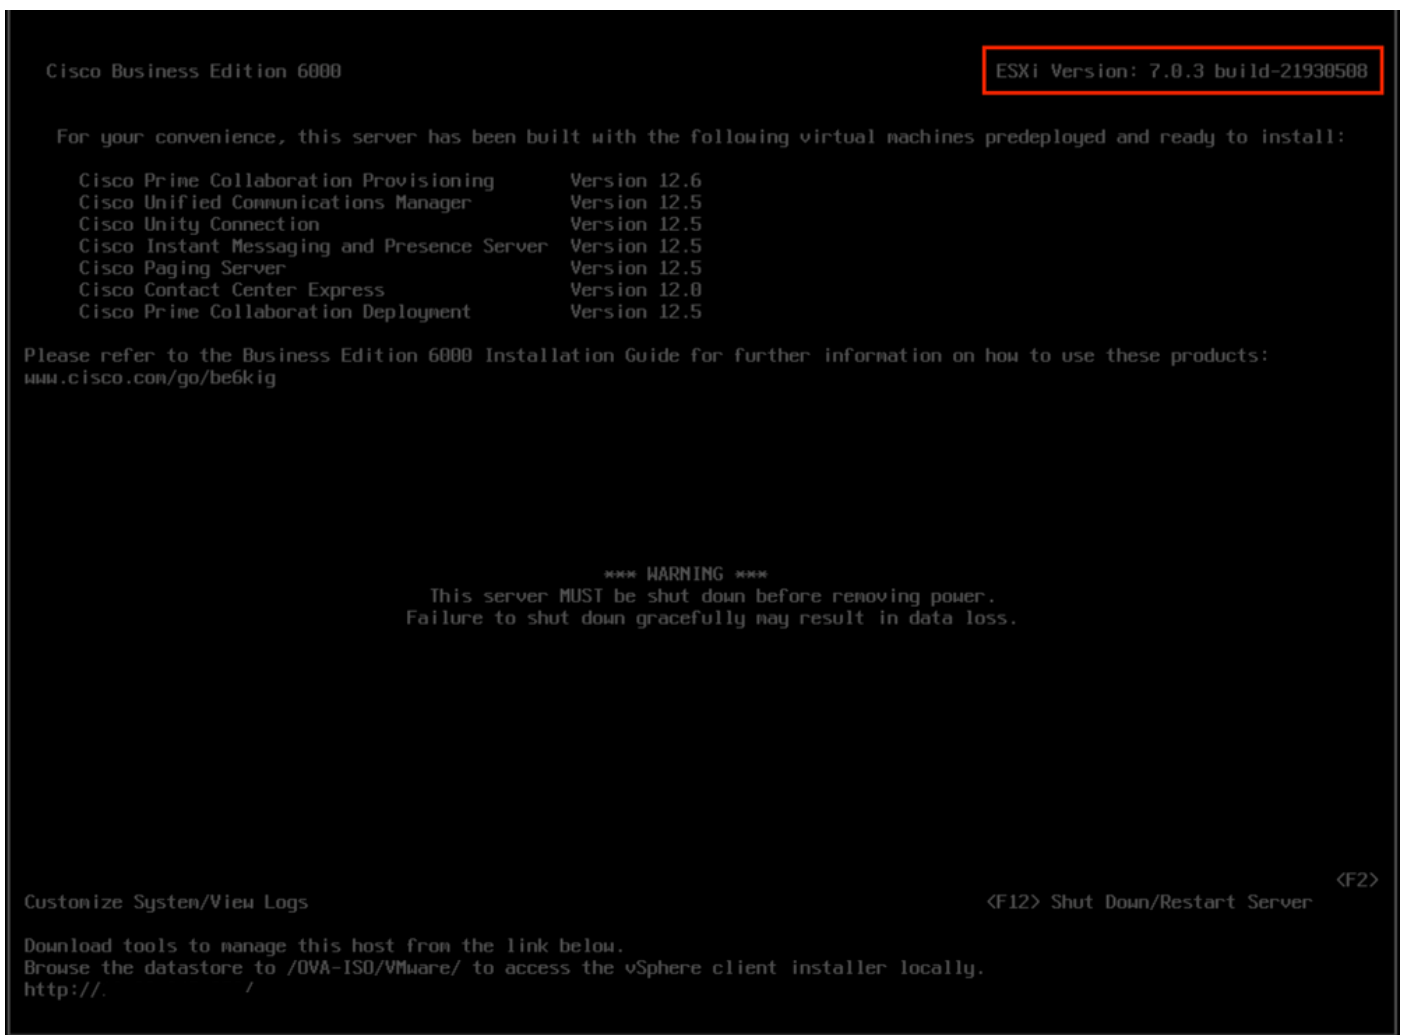 Cisco Business Edition 6000 ESXi Version: 7.0.3 build-21930508
For your convenience, this server has been built with the following virtual machines predeployed and ready to install:
Cisco Prime Collaboration Provisioning Version 12.6
Cisco Unified Communications Manager Version 12.5
Cisco Unity Connection Version 12.5
Cisco Instant Messaging and Presence Server Version 12.5
Cisco Paging Server Version 12.5
Cisco Contact Center Express Version 12.0
Cisco Prime Collaboration Deployment Version 12.5
Please refer to the Business Edition 6000 Installation Guide for further information on how to use these products:
www.cisco.com/go/be6kig
*** WARNING ***
This server MUST be shut down before removing power.
Failure to shut down gracefully may result in data loss.
<F2>
Customize System/View Logs <F12> Shut Down/Restart Server
Download tools to manage this host from the link below.
Browse the datastore to /OVA-ISO/VMware/ to access the vSphere client installer locally.
http://. /